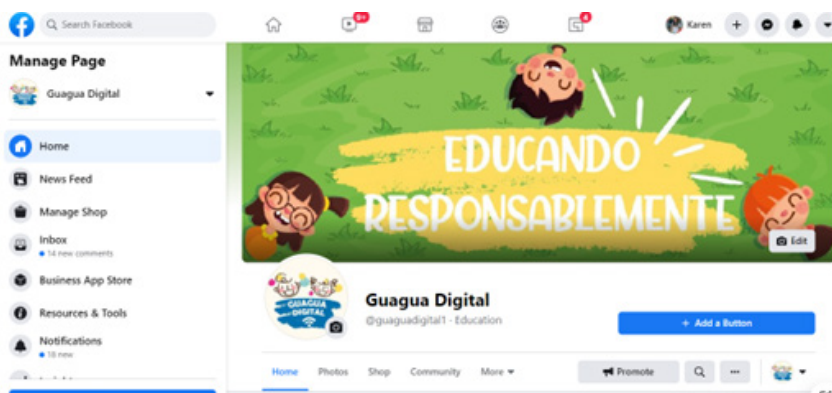 Search Facebook
9+
4
Karen
Manage Page
Guagua Digital
Home
News Feed
Manage Shop
Inbox
14 new comments
Business App Store
Resources & Tools
Notifications
18 new
EDUCANDO
RESPONSABLEMENTE
Edit
GUAGUA
DIGITAL
Guagua Digital
@guaguadigital1 · Education
+ Add a Button
Home Photos Shop Community More
Promote